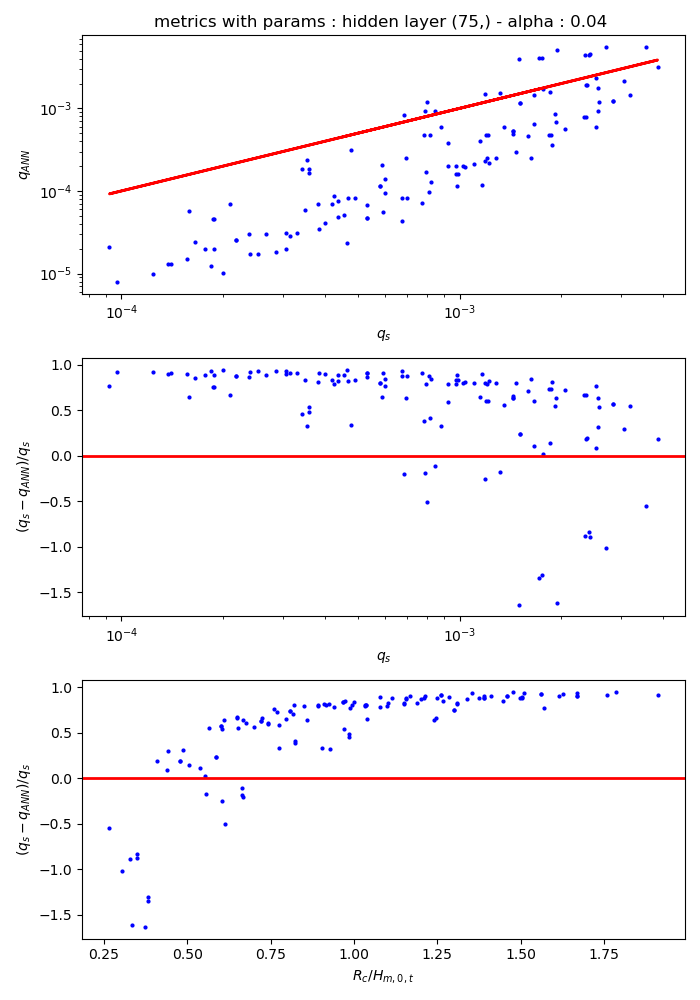 metrics with params : hidden layer (75,) - alpha : 0.04
q_ANN
10^-3
10^-4
10^-5
10^-4 10^-3
q_s
(q_s − q_ANN)/q_s
1.0
0.5
0.0
−0.5
−1.0
−1.5
10^-4 10^-3
q_s
(q_s − q_ANN)/q_s
1.0
0.5
0.0
−0.5
−1.0
−1.5
0.25 0.50 0.75 1.00 1.25 1.50 1.75
R_c/H_m,0,t